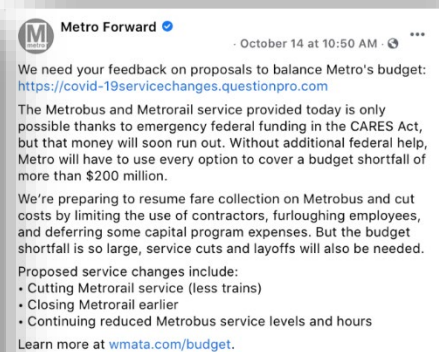 Metro Forward
M
metro
· October 14 at 10:50 AM ·
We need your feedback on proposals to balance Metro's budget:
https://covid-19servicechanges.questionpro.com
The Metrobus and Metrorail service provided today is only
possible thanks to emergency federal funding in the CARES Act,
but that money will soon run out. Without additional federal help,
Metro will have to use every option to cover a budget shortfall of
more than $200 million.
We're preparing to resume fare collection on Metrobus and cut
costs by limiting the use of contractors, furloughing employees,
and deferring some capital program expenses. But the budget
shortfall is so large, service cuts and layoffs will also be needed.
Proposed service changes include:
• Cutting Metrorail service (less trains)
• Closing Metrorail earlier
• Continuing reduced Metrobus service levels and hours
Learn more at wmata.com/budget.